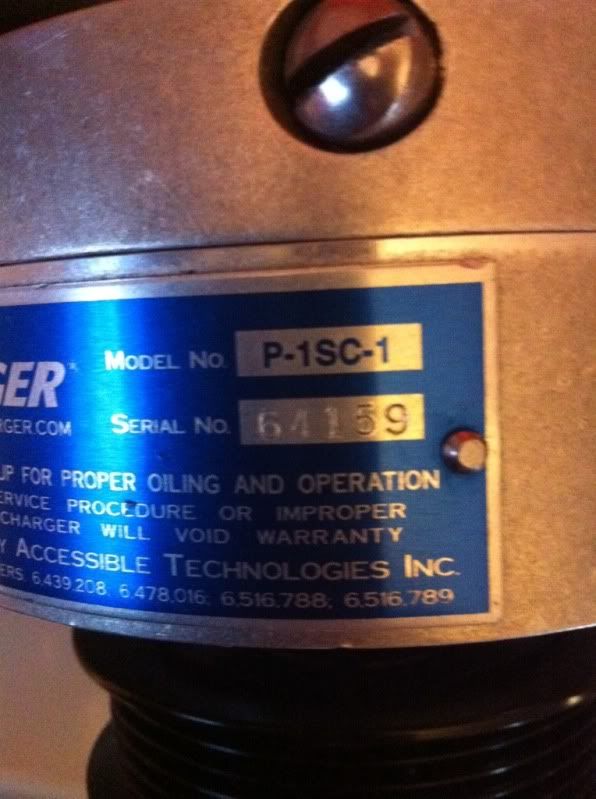 GER
MODEL NO. P-1SC-1
RGER.COM
SERIAL NO. 64159
UP FOR PROPER OILING AND OPERATION
ERVICE PROCEDURE OR IMPROPER
CHARGER WILL VOID WARRANTY
Y ACCESSIBLE TECHNOLOGIES INC.
ERS 6,439,208; 6,478,016; 6,516,788; 6,516,789